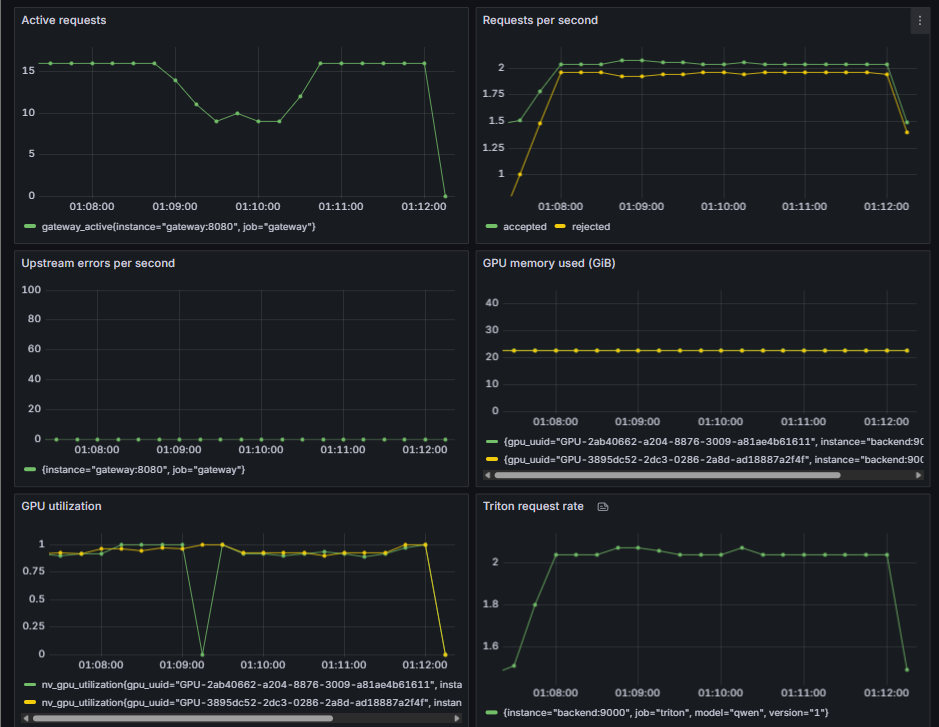 Active requests
15
10
5
0
01:08:00 01:09:00 01:10:00 01:11:00 01:12:00
gateway_active{instance="gateway:8080", job="gateway"}
Requests per second
2
1.75
1.5
1.25
1
01:08:00 01:09:00 01:10:00 01:11:00 01:12:00
accepted rejected
Upstream errors per second
100
80
60
40
20
0
01:08:00 01:09:00 01:10:00 01:11:00 01:12:00
{instance="gateway:8080", job="gateway"}
GPU memory used (GiB)
40
30
20
10
0
01:08:00 01:09:00 01:10:00 01:11:00 01:12:00
{gpu_uuid="GPU-2ab40662-a204-8876-3009-a81ae4b61611", instance="backend:90
{gpu_uuid="GPU-3895dc52-2dc3-0286-2a8d-ad18887a2f4f", instance="backend:900
GPU utilization
1
0.75
0.5
0.25
0
01:08:00 01:09:00 01:10:00 01:11:00 01:12:00
nv_gpu_utilization{gpu_uuid="GPU-2ab40662-a204-8876-3009-a81ae4b61611", insta
nv_gpu_utilization{gpu_uuid="GPU-3895dc52-2dc3-0286-2a8d-ad18887a2f4f", instan
Triton request rate
2
1.8
1.6
01:08:00 01:09:00 01:10:00 01:11:00 01:12:00
{instance="backend:9000", job="triton", model="qwen", version="1"}